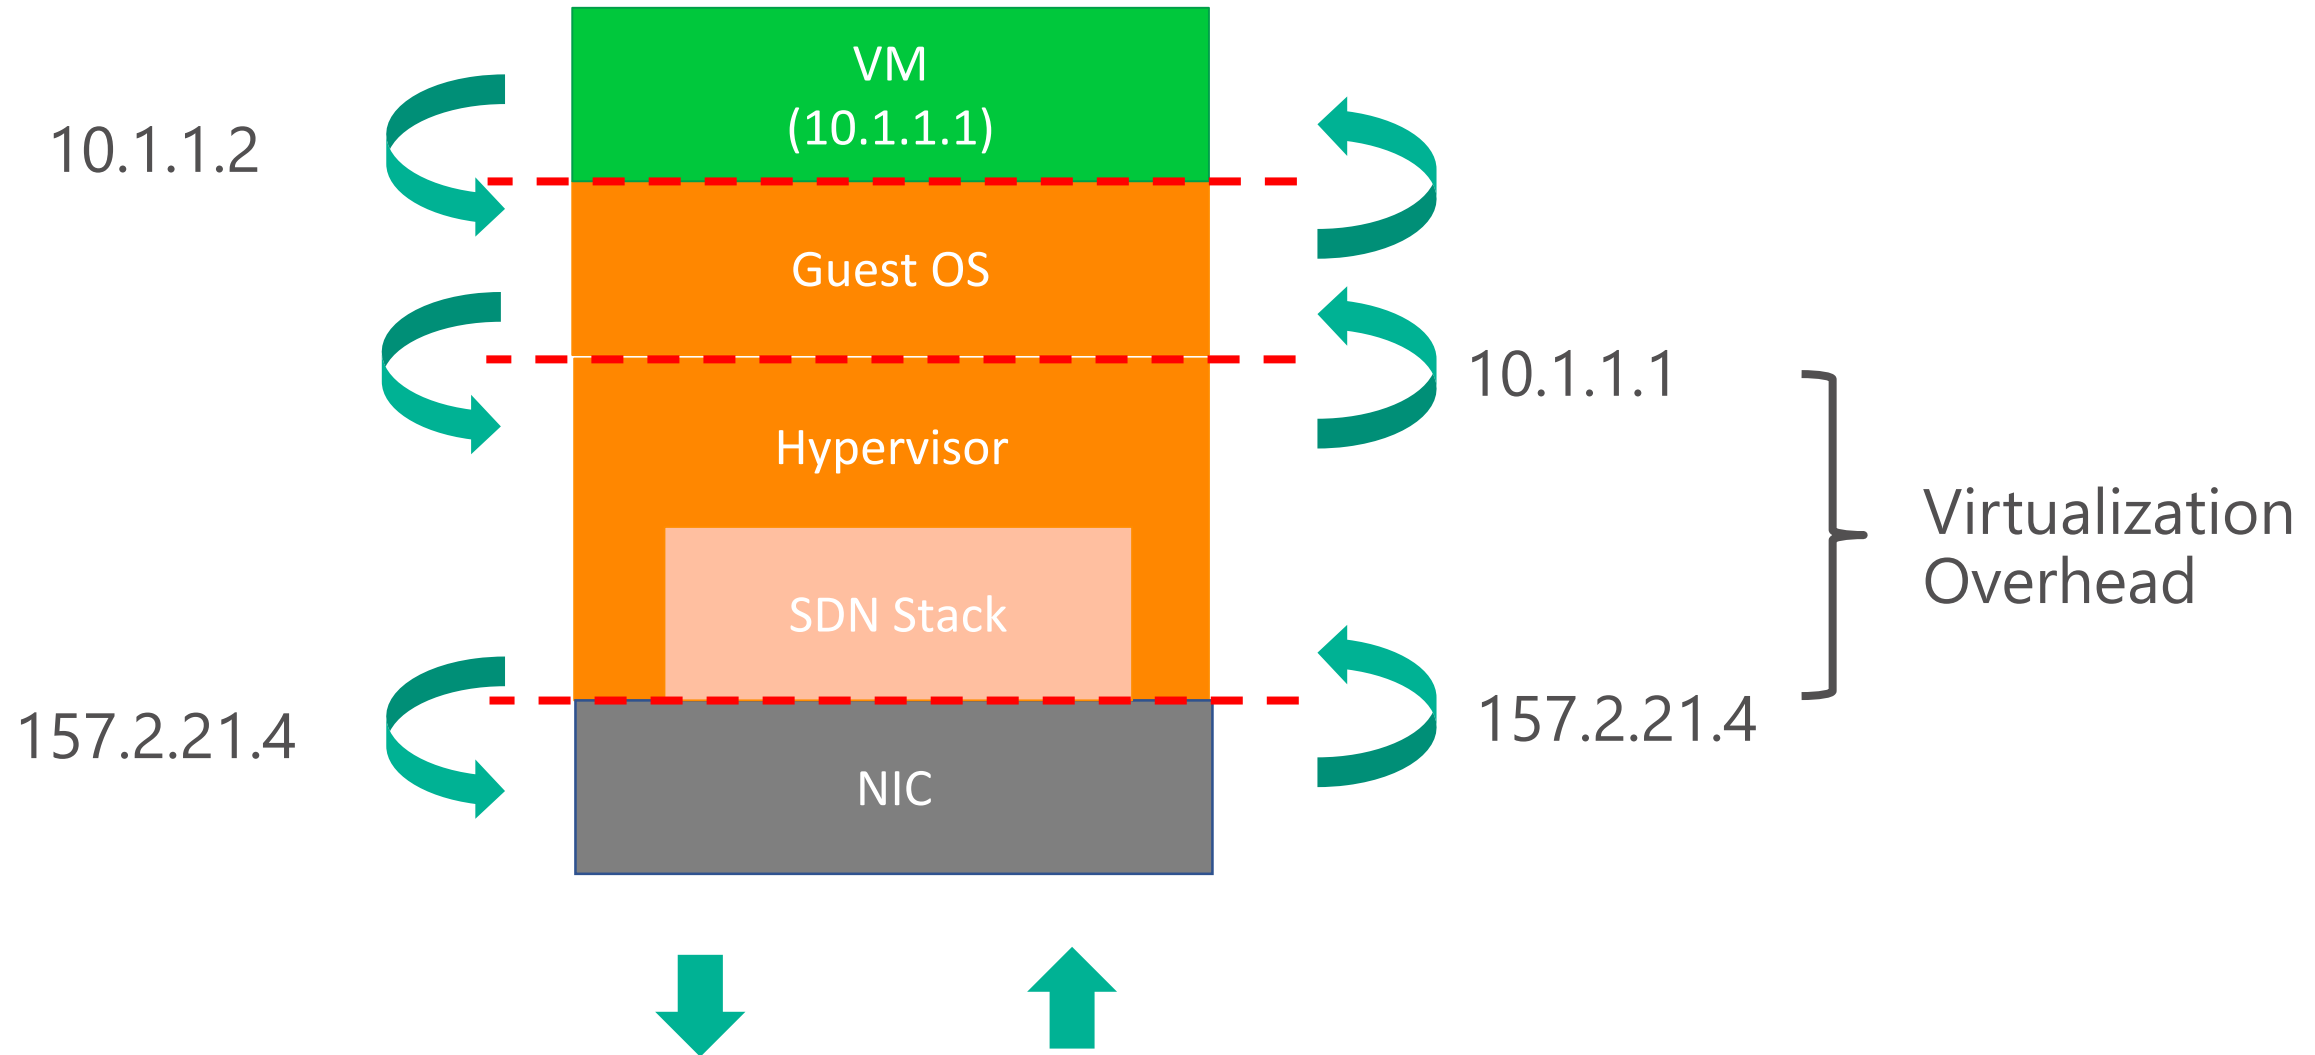 VM
(10.1.1.1)
10.1.1.2
Guest OS
10.1.1.1
Hypervisor
Virtualization
Overhead
SDN Stack
157.2.21.4
157.2.21.4
NIC